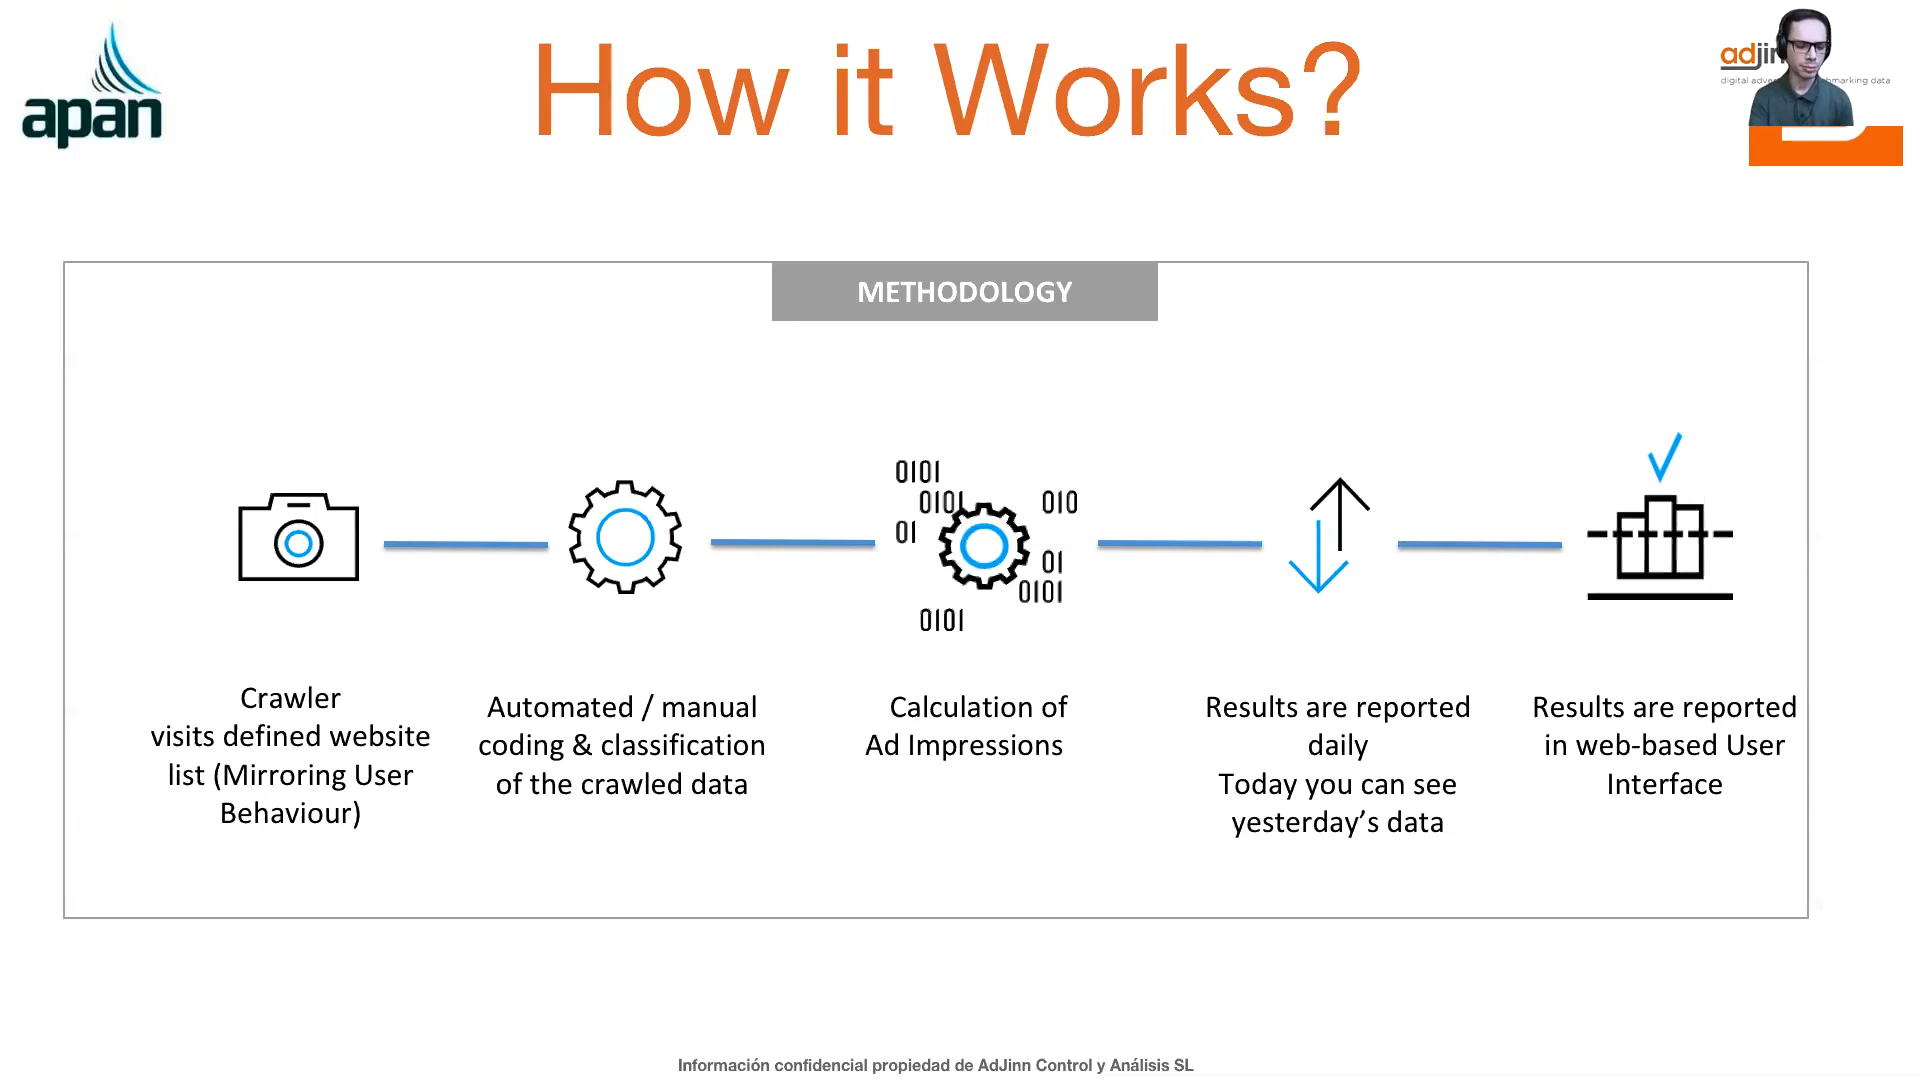 apan
How it Works?
METHODOLOGY
0101
0101
010
01
01
0101
0101
Crawler
visits defined website
list (Mirroring User
Behaviour)
Automated / manual
coding & classification
of the crawled data
Calculation of
Ad Impressions
Results are reported
daily
Today you can see
yesterday’s data
Results are reported
in web-based User
Interface
Información confidencial propiedad de AdJinn Control y Análisis SL
digital
data